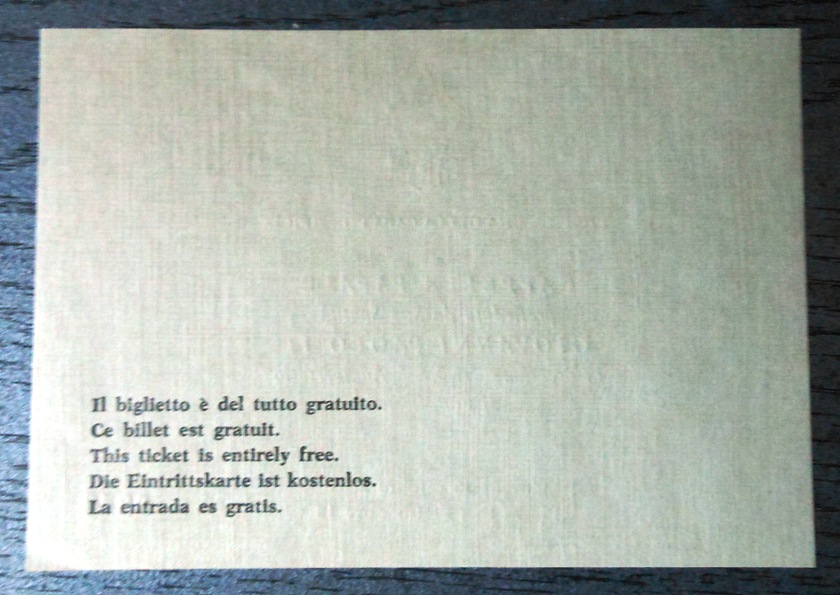 Il biglietto è del tutto gratuito.
Ce billet est gratuit.
This ticket is entirely free.
Die Eintrittskarte ist kostenlos.
La entrada es gratis.